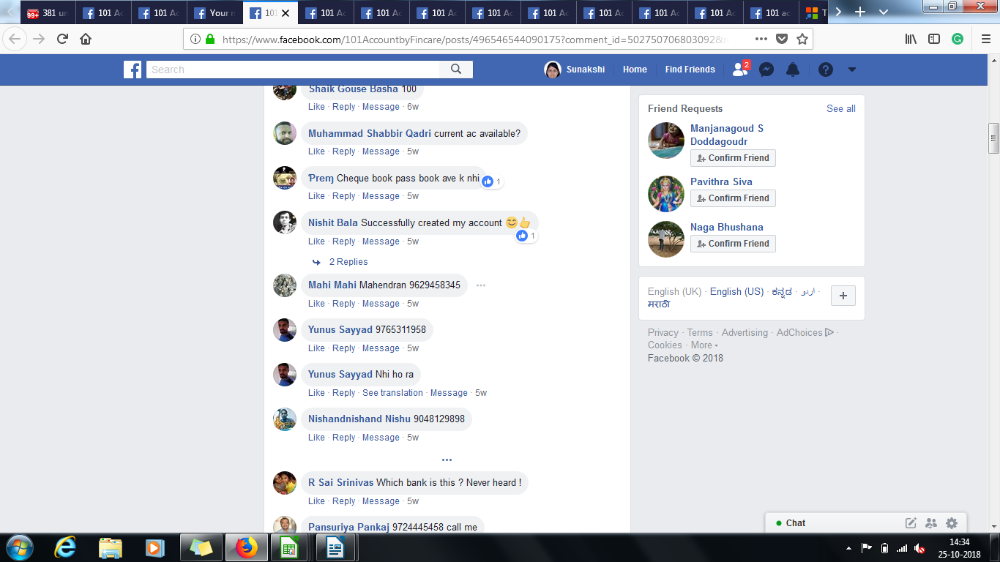 99+ 381 un
101 Ac
101 Ac
Your n
101
101 Ac
101 Ac
101 Ac
101 Ac
101 Ac
101 Ac
101 Ac
101 Ac
101 ac
T
https://www.facebook.com/101AccountbyFincare/posts/496546544090175?comment_id=502750706803092&n
Search
Sunakshi
Home
Find Friends
2
Shaik Gouse Basha 100
Like · Reply · Message · 6w
Muhammad Shabbir Qadri current ac available?
Like · Reply · Message · 5w
Ƥreɱ Cheque book pass book ave k nhi
1
Like · Reply · Message · 5w
Nishit Bala Successfully created my account 😊👍
1
Like · Reply · Message · 5w
2 Replies
Mahi Mahi Mahendran 9629458345
Like · Reply · Message · 5w
Yunus Sayyad 9765311958
Like · Reply · Message · 5w
Yunus Sayyad Nhi ho ra
Like · Reply · See translation · Message · 5w
Nishandnishand Nishu 9048129898
Like · Reply · Message · 5w
R Sai Srinivas Which bank is this ? Never heard !
Like · Reply · Message · 5w
Pansuriya Pankaj 9724445458 call me
Friend Requests
See all
Manjanagoud S
Doddagoudr
Confirm Friend
Pavithra Siva
Confirm Friend
Naga Bhushana
Confirm Friend
English (UK) · English (US) · ಕನ್ನಡ · اردو ·
मराठी
Privacy · Terms · Advertising · AdChoices ·
Cookies · More
Facebook © 2018
Chat
14:34
25-10-2018